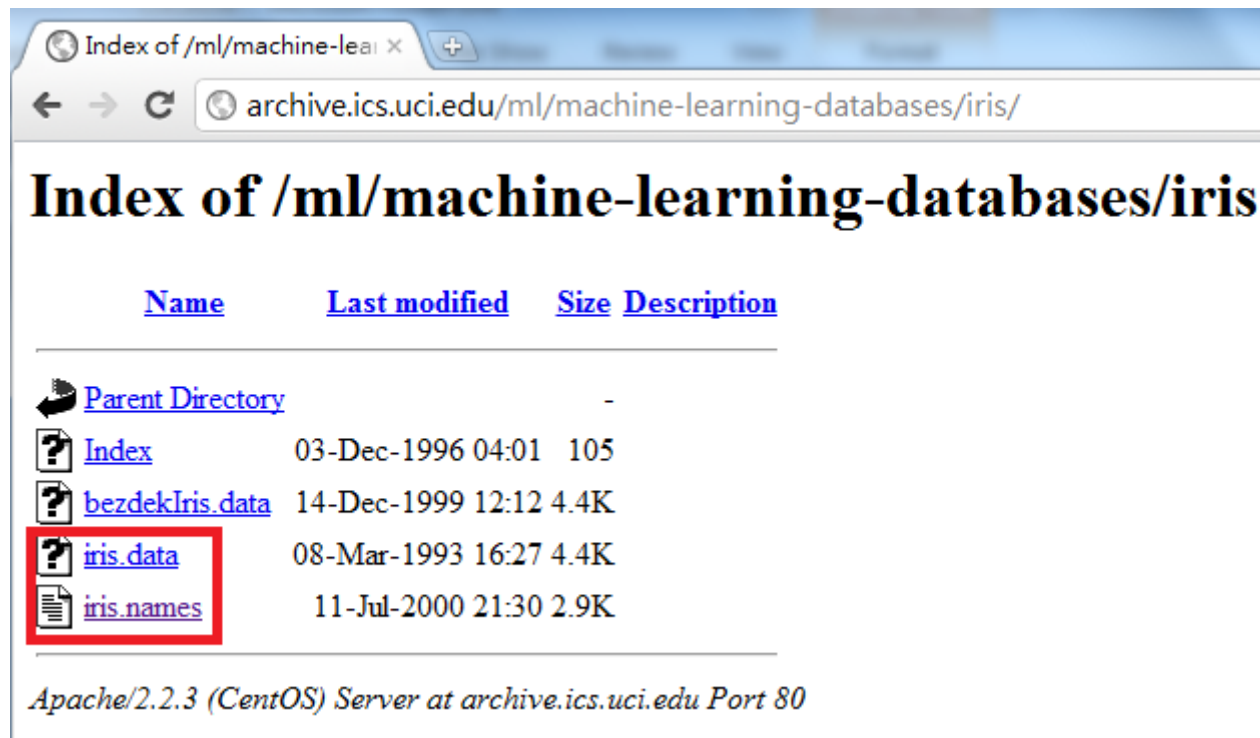 Index of /ml/machine-lea
archive.ics.uci.edu/ml/machine-learning-databases/iris/
Index of /ml/machine-learning-databases/iris
Name Last modified Size Description
Parent Directory -
Index 03-Dec-1996 04:01 105
bezdekIris.data 14-Dec-1999 12:12 4.4K
iris.data 08-Mar-1993 16:27 4.4K
iris.names 11-Jul-2000 21:30 2.9K
Apache/2.2.3 (CentOS) Server at archive.ics.uci.edu Port 80